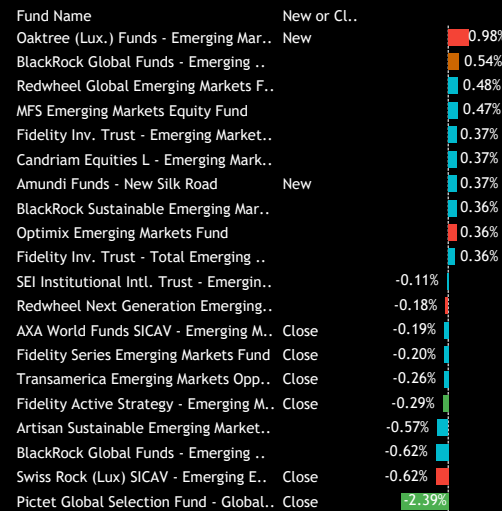 Fund Name New or Cl..
Oaktree (Lux.) Funds - Emerging Mar.. New 0.98%
BlackRock Global Funds - Emerging .. 0.54%
Redwheel Global Emerging Markets F.. 0.48%
MFS Emerging Markets Equity Fund 0.47%
Fidelity Inv. Trust - Emerging Market.. 0.37%
Candriam Equities L - Emerging Mark.. 0.37%
Amundi Funds - New Silk Road New 0.37%
BlackRock Sustainable Emerging Mar.. 0.36%
Optimix Emerging Markets Fund 0.36%
Fidelity Inv. Trust - Total Emerging .. 0.36%
SEI Institutional Intl. Trust - Emergin.. -0.11%
Redwheel Next Generation Emerging.. -0.18%
AXA World Funds SICAV - Emerging M.. Close -0.19%
Fidelity Series Emerging Markets Fund Close -0.20%
Transamerica Emerging Markets Opp.. Close -0.26%
Fidelity Active Strategy - Emerging M.. Close -0.29%
Artisan Sustainable Emerging Market.. -0.57%
BlackRock Global Funds - Emerging .. -0.62%
Swiss Rock (Lux) SICAV - Emerging E.. Close -0.62%
Pictet Global Selection Fund - Global.. Close -2.39%